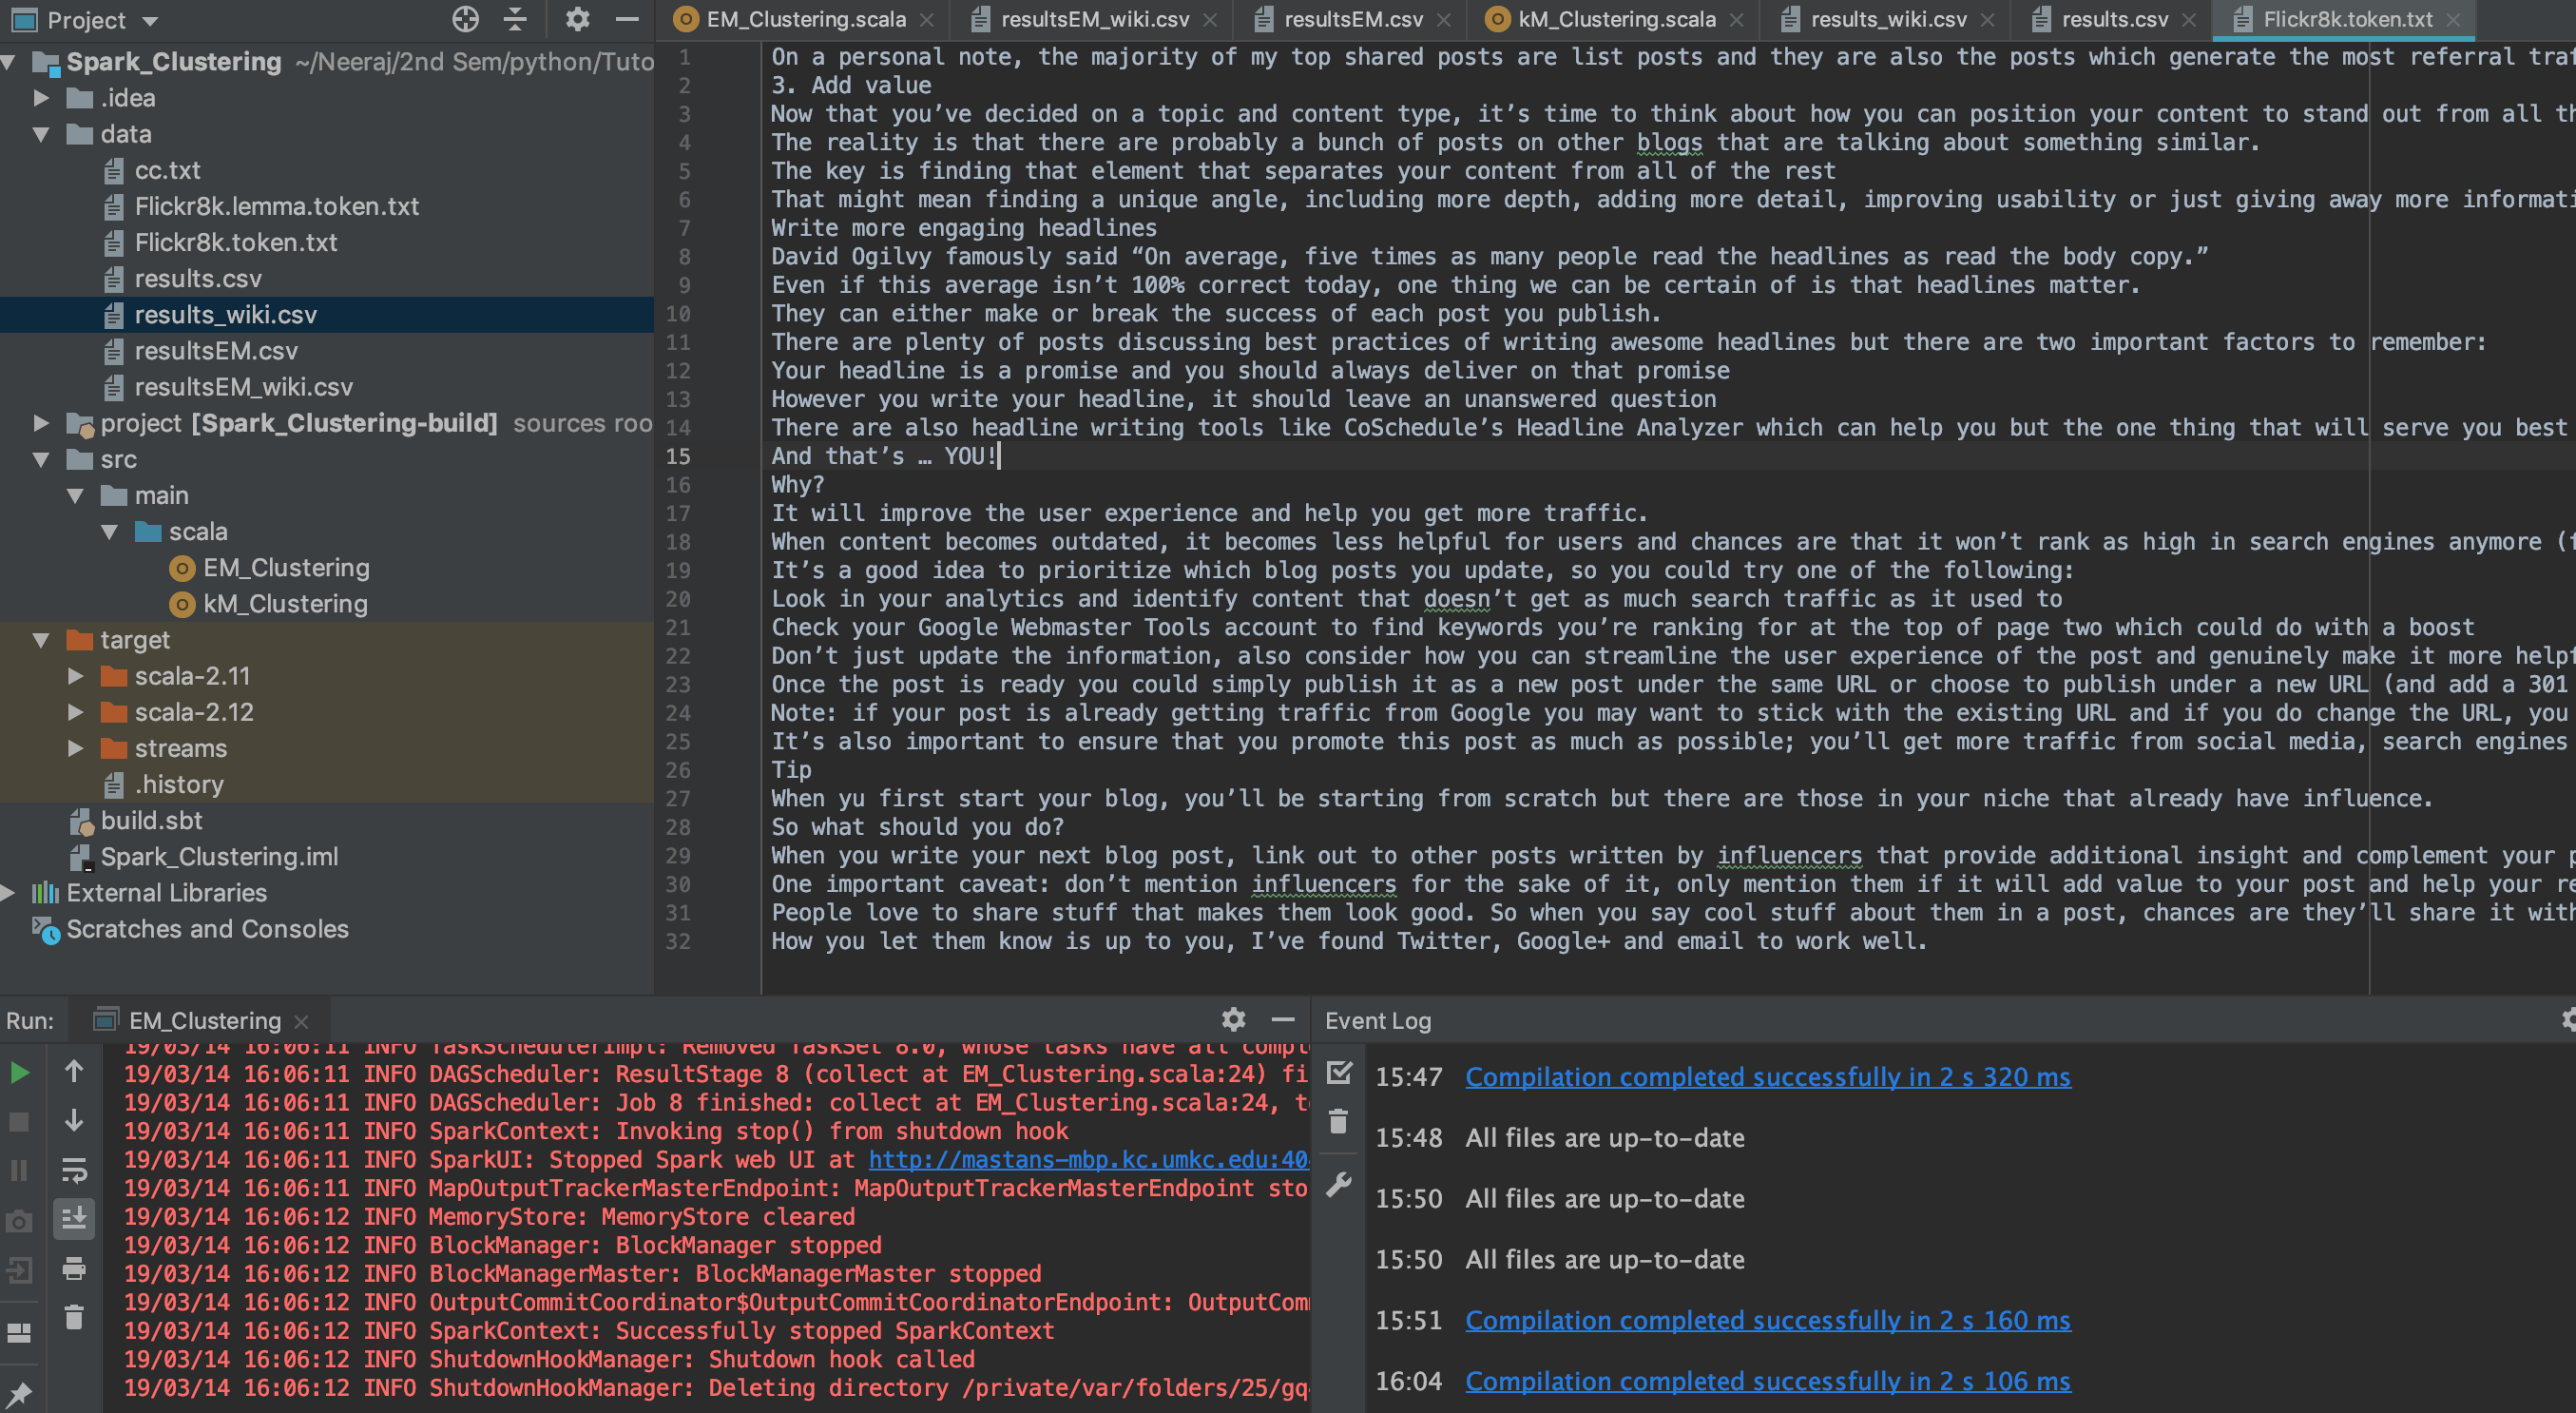 Project
Spark_Clustering ~/Neeraj/2nd Sem/python/Tuto
.idea
data
cc.txt
Flickr8k.lemma.token.txt
Flickr8k.token.txt
results.csv
results_wiki.csv
resultsEM.csv
resultsEM_wiki.csv
project [Spark_Clustering-build] sources roo
src
main
scala
EM_Clustering
kM_Clustering
target
scala-2.11
scala-2.12
streams
.history
build.sbt
Spark_Clustering.iml
External Libraries
Scratches and Consoles
EM_Clustering.scala resultsEM_wiki.csv resultsEM.csv kM_Clustering.scala results_wiki.csv results.csv Flickr8k.token.txt
1 On a personal note, the majority of my top shared posts are list posts and they are also the posts which generate the most referral traf
2 3. Add value
3 Now that you’ve decided on a topic and content type, it’s time to think about how you can position your content to stand out from all th
4 The reality is that there are probably a bunch of posts on other blogs that are talking about something similar.
5 The key is finding that element that separates your content from all of the rest
6 That might mean finding a unique angle, including more depth, adding more detail, improving usability or just giving away more informati
7 Write more engaging headlines
8 David Ogilvy famously said “On average, five times as many people read the headlines as read the body copy.”
9 Even if this average isn’t 100% correct today, one thing we can be certain of is that headlines matter.
10 They can either make or break the success of each post you publish.
11 There are plenty of posts discussing best practices of writing awesome headlines but there are two important factors to remember:
12 Your headline is a promise and you should always deliver on that promise
13 However you write your headline, it should leave an unanswered question
14 There are also headline writing tools like CoSchedule’s Headline Analyzer which can help you but the one thing that will serve you best
15 And that’s … YOU!
16 Why?
17 It will improve the user experience and help you get more traffic.
18 When content becomes outdated, it becomes less helpful for users and chances are that it won’t rank as high in search engines anymore (f
19 It’s a good idea to prioritize which blog posts you update, so you could try one of the following:
20 Look in your analytics and identify content that doesn’t get as much search traffic as it used to
21 Check your Google Webmaster Tools account to find keywords you’re ranking for at the top of page two which could do with a boost
22 Don’t just update the information, also consider how you can streamline the user experience of the post and genuinely make it more helpf
23 Once the post is ready you could simply publish it as a new post under the same URL or choose to publish under a new URL (and add a 301
24 Note: if your post is already getting traffic from Google you may want to stick with the existing URL and if you do change the URL, you
25 It’s also important to ensure that you promote this post as much as possible; you’ll get more traffic from social media, search engines
26 Tip
27 When yu first start your blog, you’ll be starting from scratch but there are those in your niche that already have influence.
28 So what should you do?
29 When you write your next blog post, link out to other posts written by influencers that provide additional insight and complement your p
30 One important caveat: don’t mention influencers for the sake of it, only mention them if it will add value to your post and help your re
31 People love to share stuff that makes them look good. So when you say cool stuff about them in a post, chances are they’ll share it with
32 How you let them know is up to you, I’ve found Twitter, Google+ and email to work well.
Run: EM_Clustering
19/03/14 16:06:11 INFO TaskSchedulerImpl: Removed TaskSet 8.0, whose tasks have all compl
19/03/14 16:06:11 INFO DAGScheduler: ResultStage 8 (collect at EM_Clustering.scala:24) fi
19/03/14 16:06:11 INFO DAGScheduler: Job 8 finished: collect at EM_Clustering.scala:24, t
19/03/14 16:06:11 INFO SparkContext: Invoking stop() from shutdown hook
19/03/14 16:06:11 INFO SparkUI: Stopped Spark web UI at http://mastans-mbp.kc.umkc.edu:40
19/03/14 16:06:11 INFO MapOutputTrackerMasterEndpoint: MapOutputTrackerMasterEndpoint sto
19/03/14 16:06:12 INFO MemoryStore: MemoryStore cleared
19/03/14 16:06:12 INFO BlockManager: BlockManager stopped
19/03/14 16:06:12 INFO BlockManagerMaster: BlockManagerMaster stopped
19/03/14 16:06:12 INFO OutputCommitCoordinator$OutputCommitCoordinatorEndpoint: OutputCom
19/03/14 16:06:12 INFO SparkContext: Successfully stopped SparkContext
19/03/14 16:06:12 INFO ShutdownHookManager: Shutdown hook called
19/03/14 16:06:12 INFO ShutdownHookManager: Deleting directory /private/var/folders/25/gq
Event Log
15:47 Compilation completed successfully in 2 s 320 ms
15:48 All files are up-to-date
15:50 All files are up-to-date
15:50 All files are up-to-date
15:51 Compilation completed successfully in 2 s 160 ms
16:04 Compilation completed successfully in 2 s 106 ms